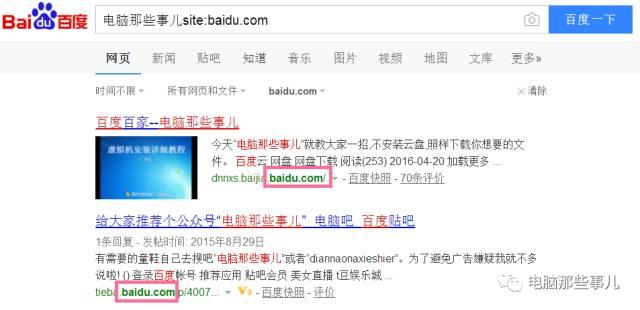 Bai du 百度
电脑那些事儿site:baidu.com
百度一下
网页 新闻 贴吧 知道 音乐 图片 视频 地图 文库 更多»
时间不限 所有网页和文件 baidu.com × 清除
百度百家--电脑那些事儿
虚拟机安装详细教程
今天"电脑那些事儿"就教大家一招,不安装云盘,照样下载你想要的文
件。 百度云 网盘 网盘下载 阅读(253) 2016-04-20 加载更多 ...
dnnxs.baijia.baidu.com/ - 百度快照 - 70条评价
给大家推荐个公众号“电脑那些事儿” 电脑吧 百度贴吧
1条回复 - 发帖时间: 2015年8月29日
有需要的童鞋自己去搜吧"电脑那些事儿"或者"diannaonaxieshier"。为了避免广告嫌疑我就不多说
啦! () 登录百度帐号 推荐应用 贴吧会员 美女直播 t豆娱乐城 ...
tieba.baidu.com/p/4007... V3 - 百度快照 - 评价
电脑那些事儿